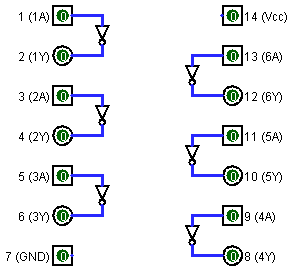 1 (1A)
14 (Vcc)
2 (1Y)
13 (6A)
3 (2A)
12 (6Y)
4 (2Y)
11 (5A)
5 (3A)
10 (5Y)
6 (3Y)
9 (4A)
7 (GND)
8 (4Y)